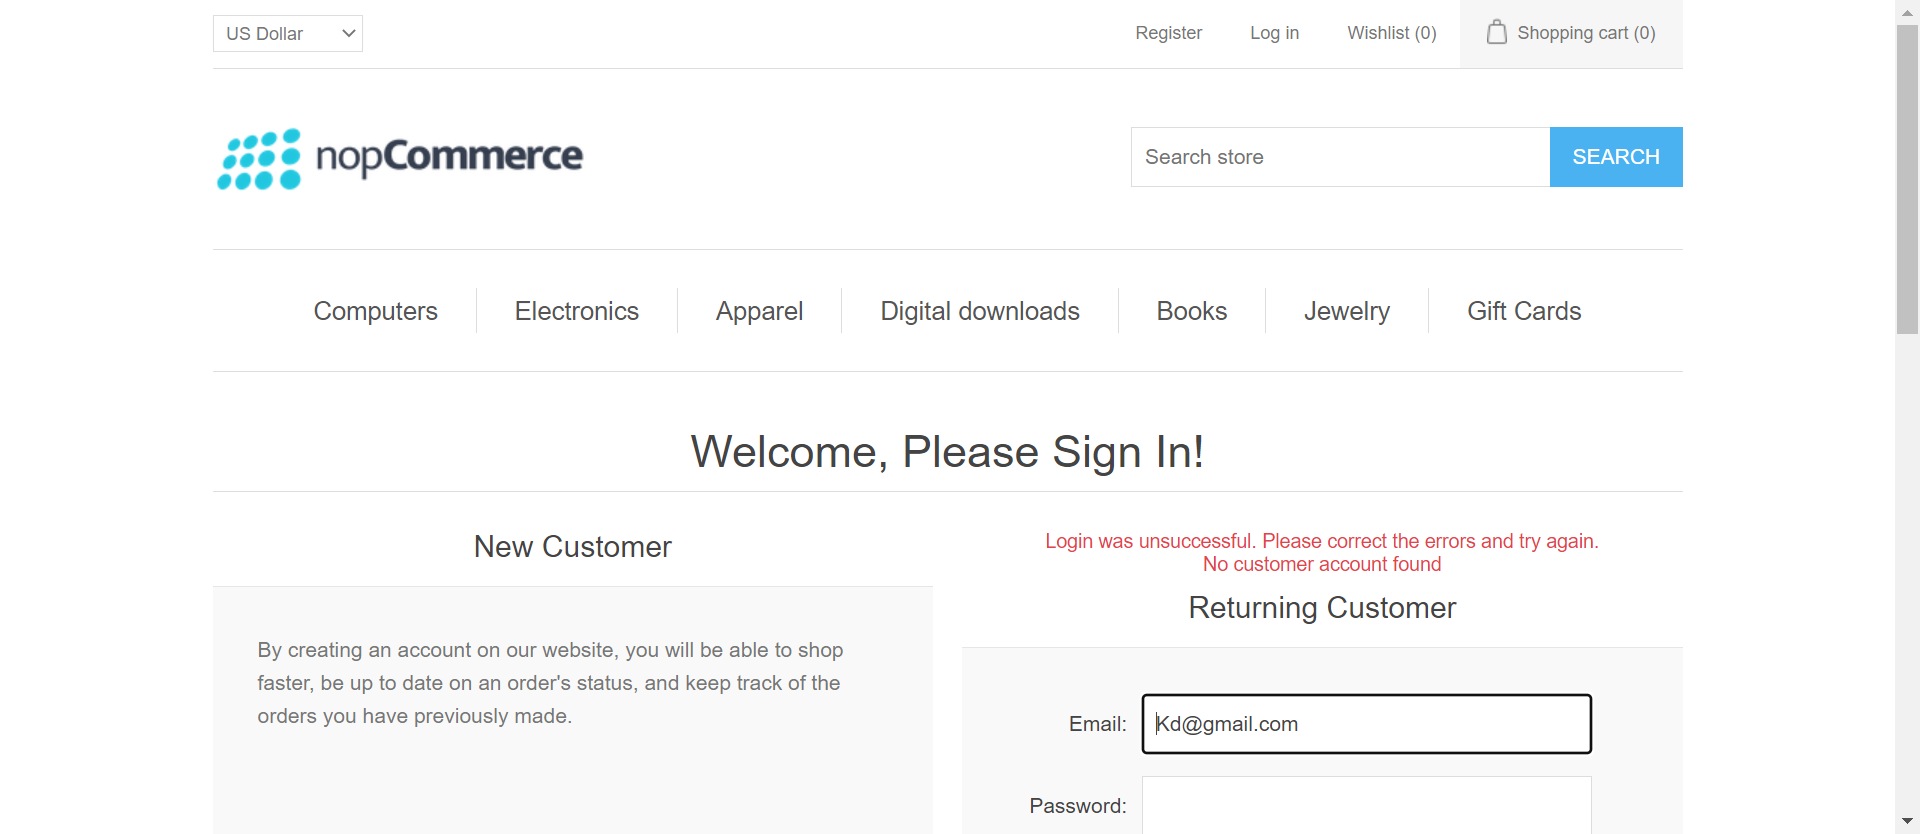 US Dollar
Register
Log in
Wishlist (0)
Shopping cart (0)
nopCommerce
Search store
SEARCH
Computers
Electronics
Apparel
Digital downloads
Books
Jewelry
Gift Cards
Welcome, Please Sign In!
New Customer
By creating an account on our website, you will be able to shop
faster, be up to date on an order's status, and keep track of the
orders you have previously made.
Login was unsuccessful. Please correct the errors and try again.
No customer account found
Returning Customer
Email:
Kd@gmail.com
Password: